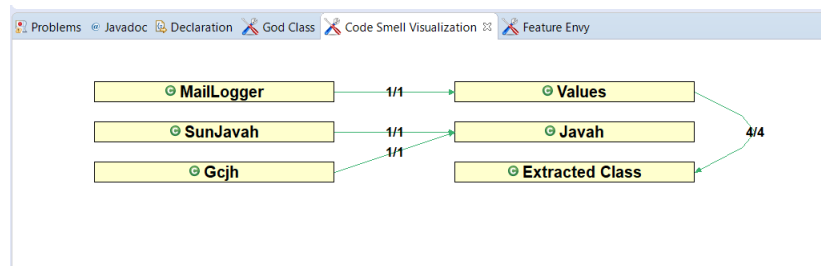 Problems @ Javadoc Declaration God Class Code Smell Visualization Feature Envy
MailLogger 1/1 Values
SunJavah 1/1 Javah 4/4
1/1
Gcjh Extracted Class